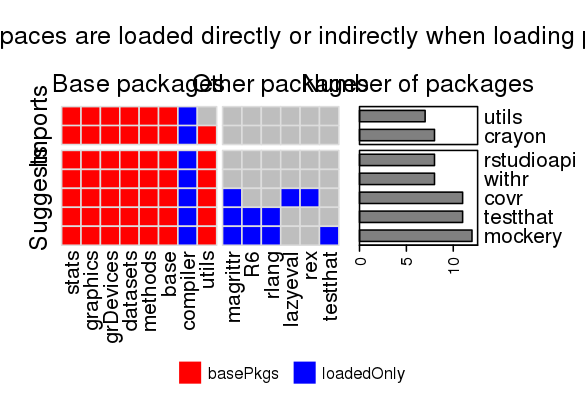 paces are loaded directly or indirectly when loading
Base packages Other packages Number of packages
Imports
Suggests
utils
crayon
rstudioapi
withr
covr
testthat
mockery
stats
graphics
grDevices
datasets
methods
base
compiler
utils
magrittr
R6
rlang
lazyeval
rex
testthat
0 5 10
basePkgs loadedOnly